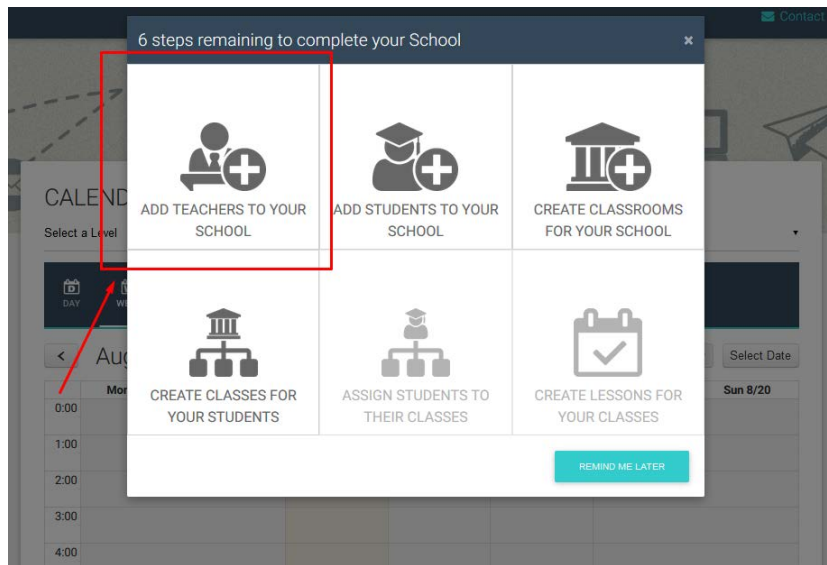 Contact
6 steps remaining to complete your School
×
ADD TEACHERS TO YOUR
SCHOOL
ADD STUDENTS TO YOUR
SCHOOL
CREATE CLASSROOMS
FOR YOUR SCHOOL
CREATE CLASSES FOR
YOUR STUDENTS
ASSIGN STUDENTS TO
THEIR CLASSES
CREATE LESSONS FOR
YOUR CLASSES
REMIND ME LATER
CALEND
Select a Level
D
DAY
WE
< Aug
Select Date
Mon
Sun 8/20
0:00
1:00
2:00
3:00
4:00